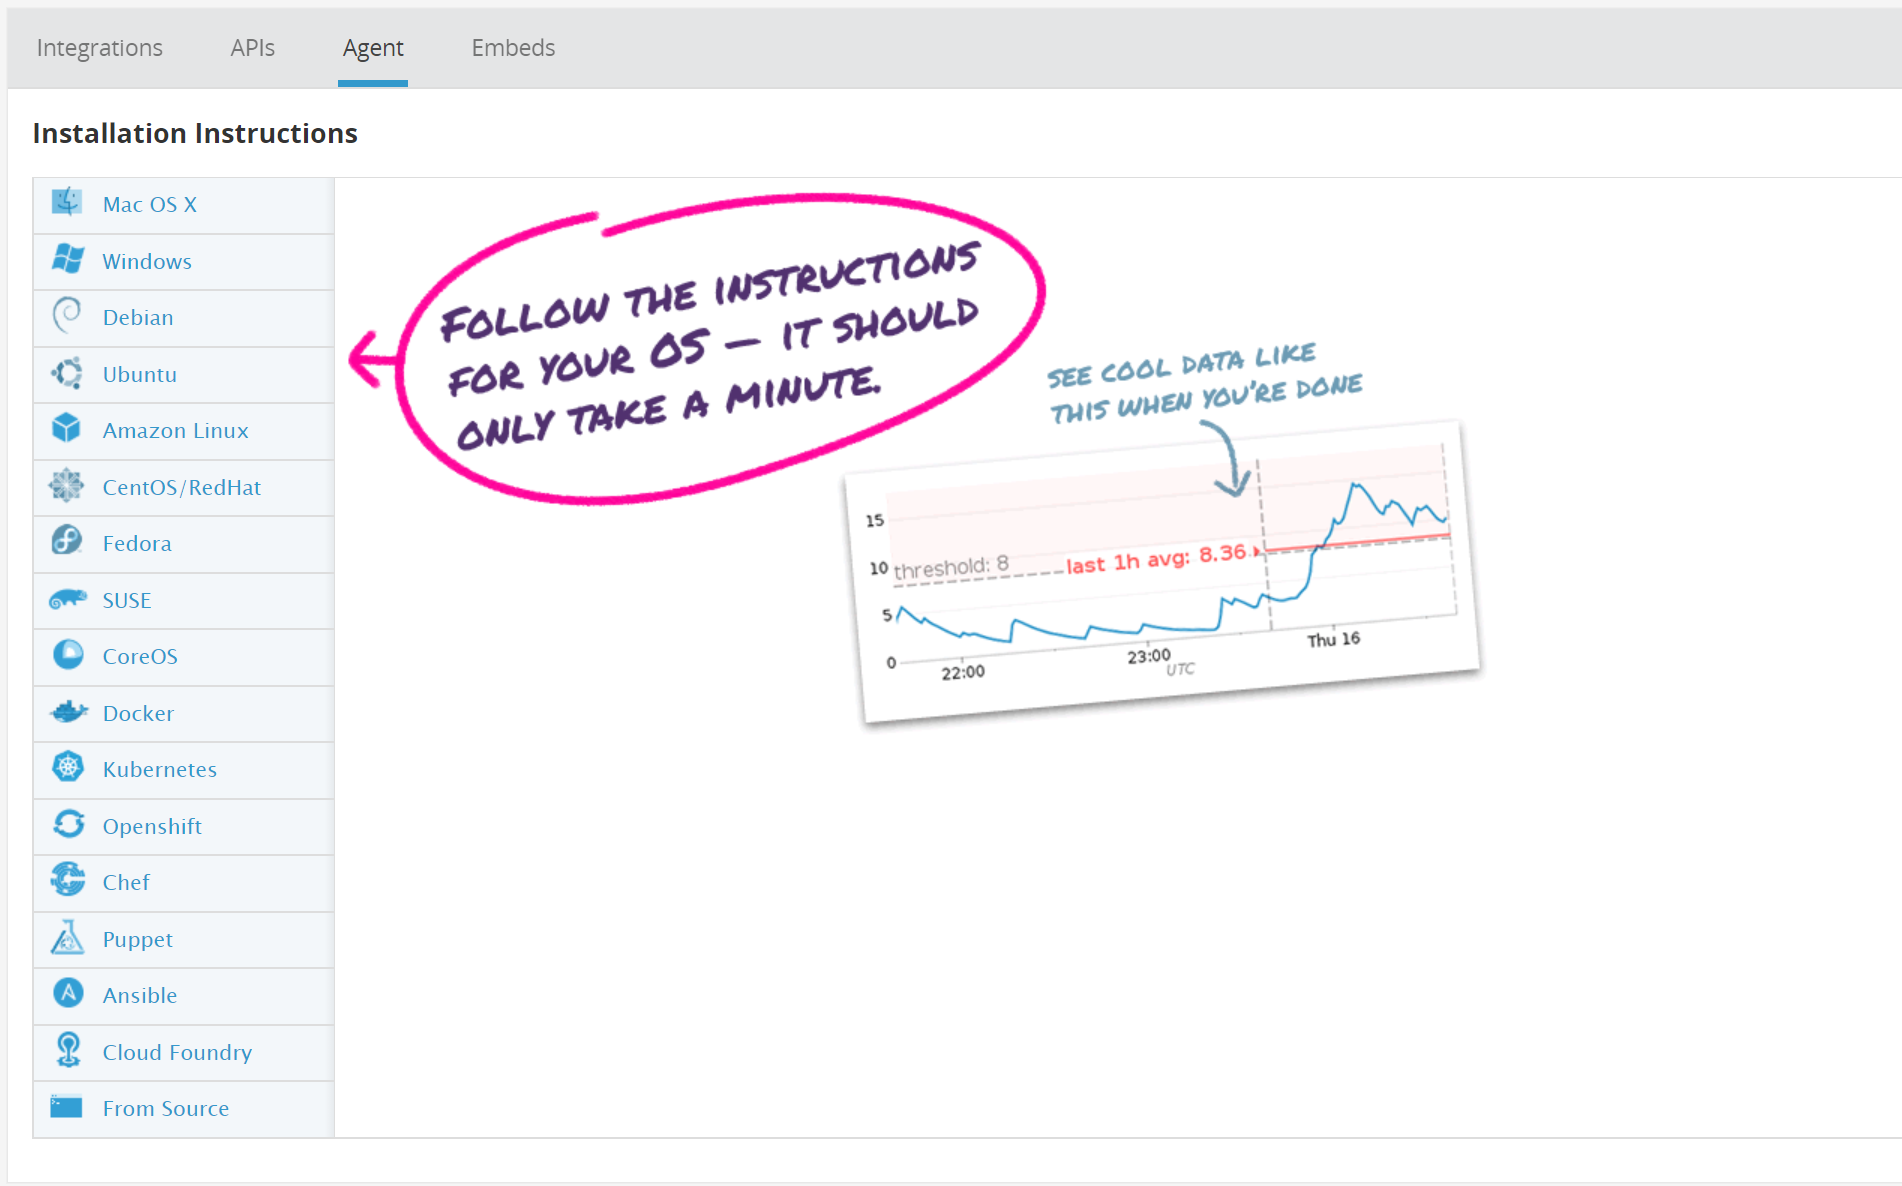 Integrations
APIs
Agent
Embeds
Installation Instructions
Mac OS X
Windows
Debian
Ubuntu
Amazon Linux
CentOS/RedHat
Fedora
SUSE
CoreOS
Docker
Kubernetes
Openshift
Chef
Puppet
Ansible
Cloud Foundry
From Source
FOLLOW THE INSTRUCTIONS
FOR YOUR OS — IT SHOULD
ONLY TAKE A MINUTE.
SEE COOL DATA LIKE
THIS WHEN YOU'RE DONE
15
10
5
0
threshold: 8
last 1h avg: 8.36
22:00
23:00
Thu 16
UTC